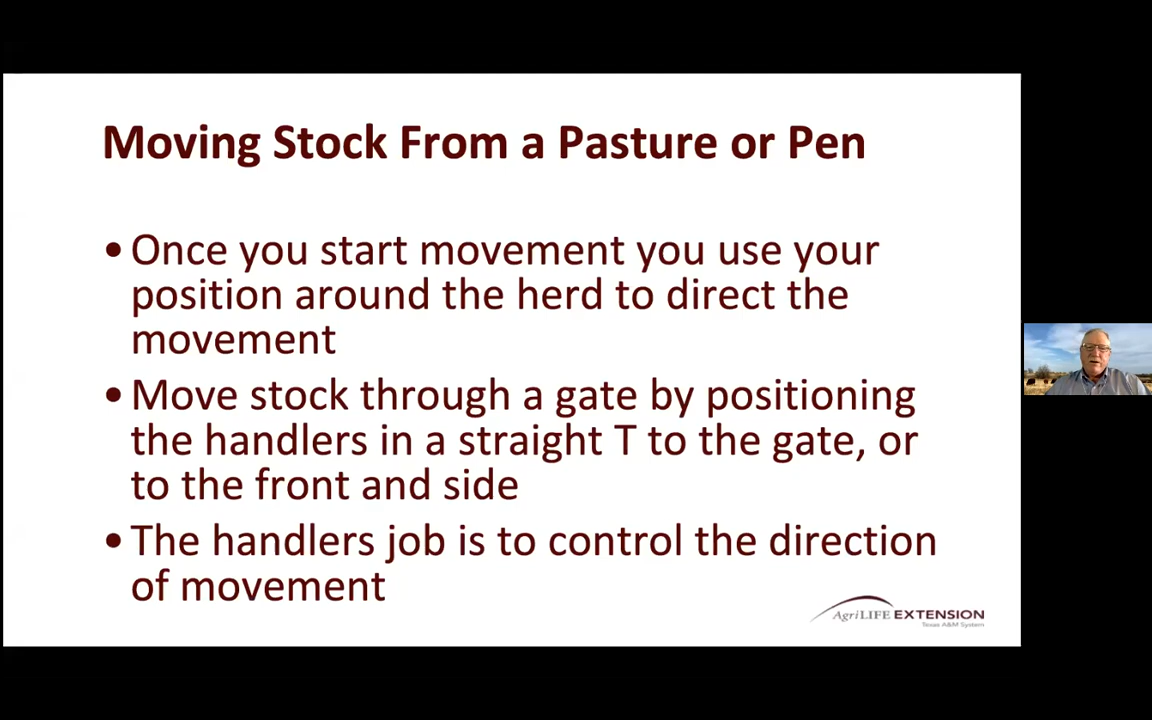 Moving Stock From a Pasture or Pen
• Once you start movement you use your
position around the herd to direct the
movement
• Move stock through a gate by positioning
the handlers in a straight T to the gate, or
to the front and side
• The handlers job is to control the direction
of movement
AgriLIFE EXTENSION
Texas A&M System